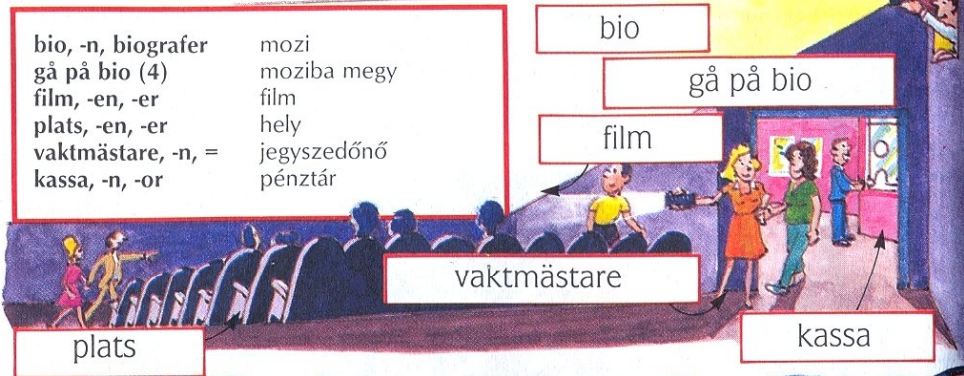 bio, -n, biografer mozi
gå på bio (4) moziba megy
film, -en, -er film
plats, -en, -er hely
vaktmästare, -n, = jegyszedőnő
kassa, -n, -or pénztár
bio
gå på bio
film
vaktmästare
kassa
plats